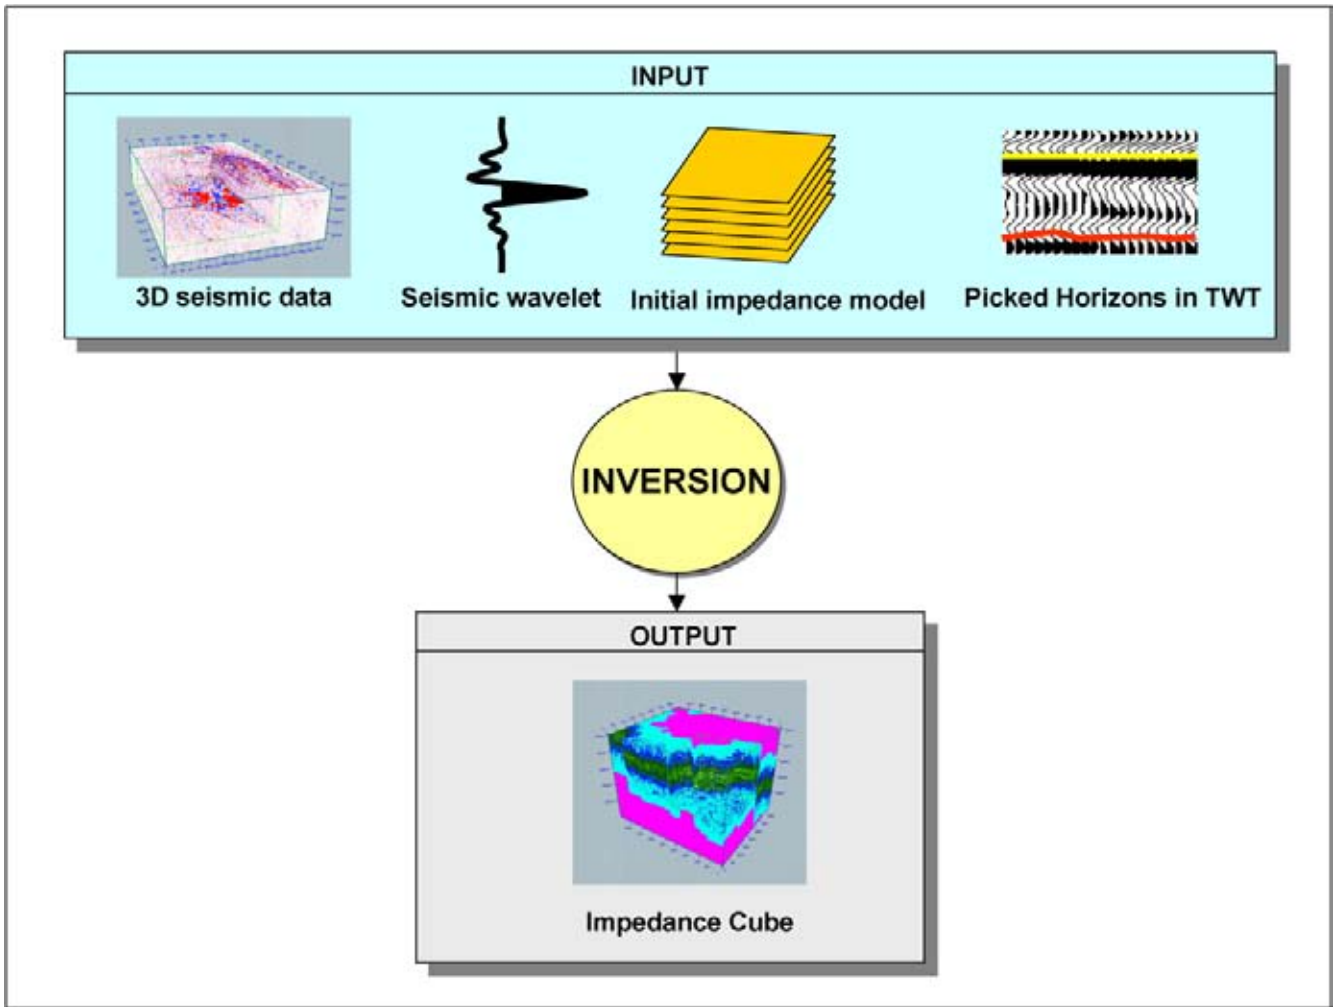 INPUT
3D seismic data
Seismic wavelet
Initial impedance model
Picked Horizons in TWT
INVERSION
OUTPUT
Impedance Cube